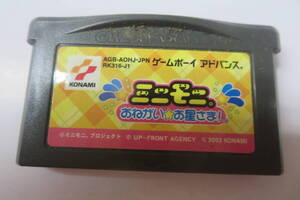 AGB-AOHJ-JPN ゲームボーイ アドバンス®
RK316-J1
KONAMI
ミニモニ。
おねがい☆お星さま!
©ミニモニ。プロジェクト © UP-FRONT AGENCY © 2002 KONAMI